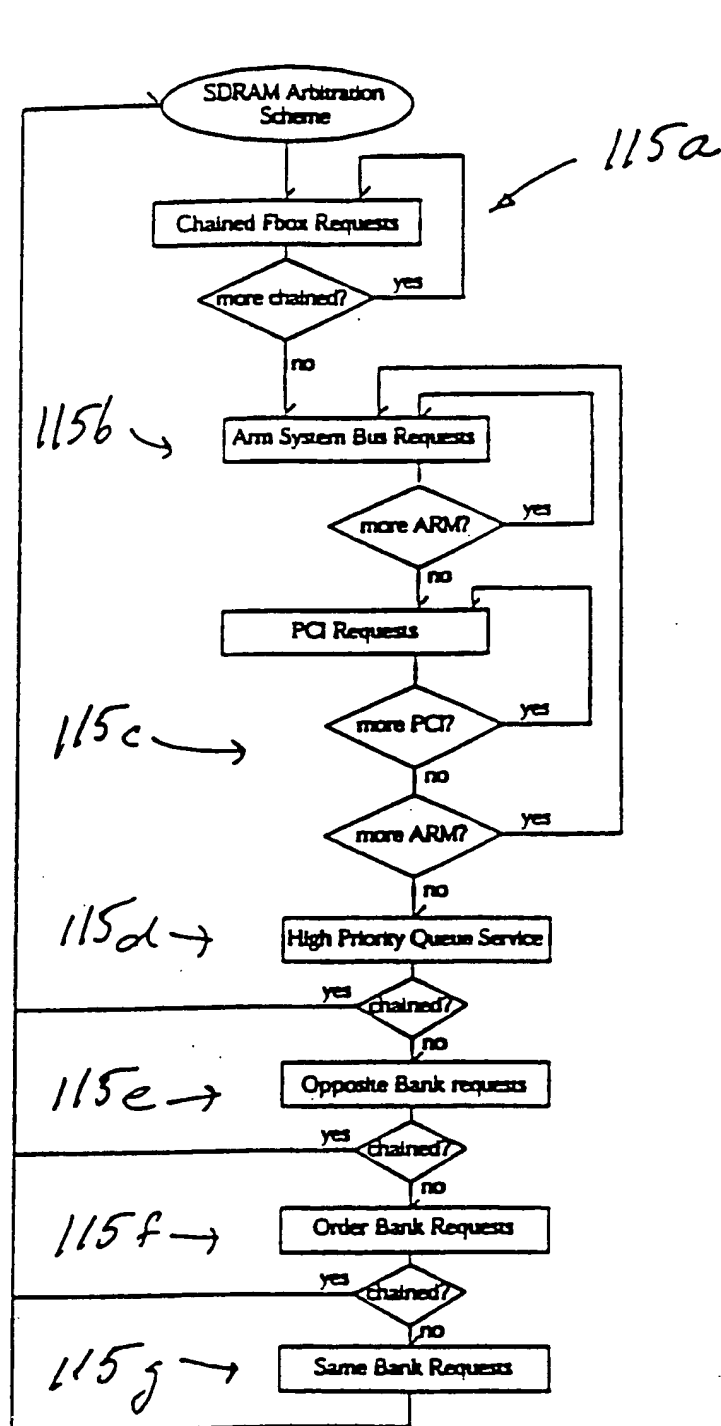 SDRAM Arbitration
Scheme
115a
Chained Fbox Requests
more chained?
yes
no
115b
Arm System Bus Requests
more ARM?
yes
no
PCI Requests
115c
more PCI?
yes
no
more ARM?
yes
no
115d
High Priority Queue Service
yes
chained?
no
115e
Opposite Bank requests
yes
chained?
no
115f
Order Bank Requests
yes
chained?
no
115g
Same Bank Requests